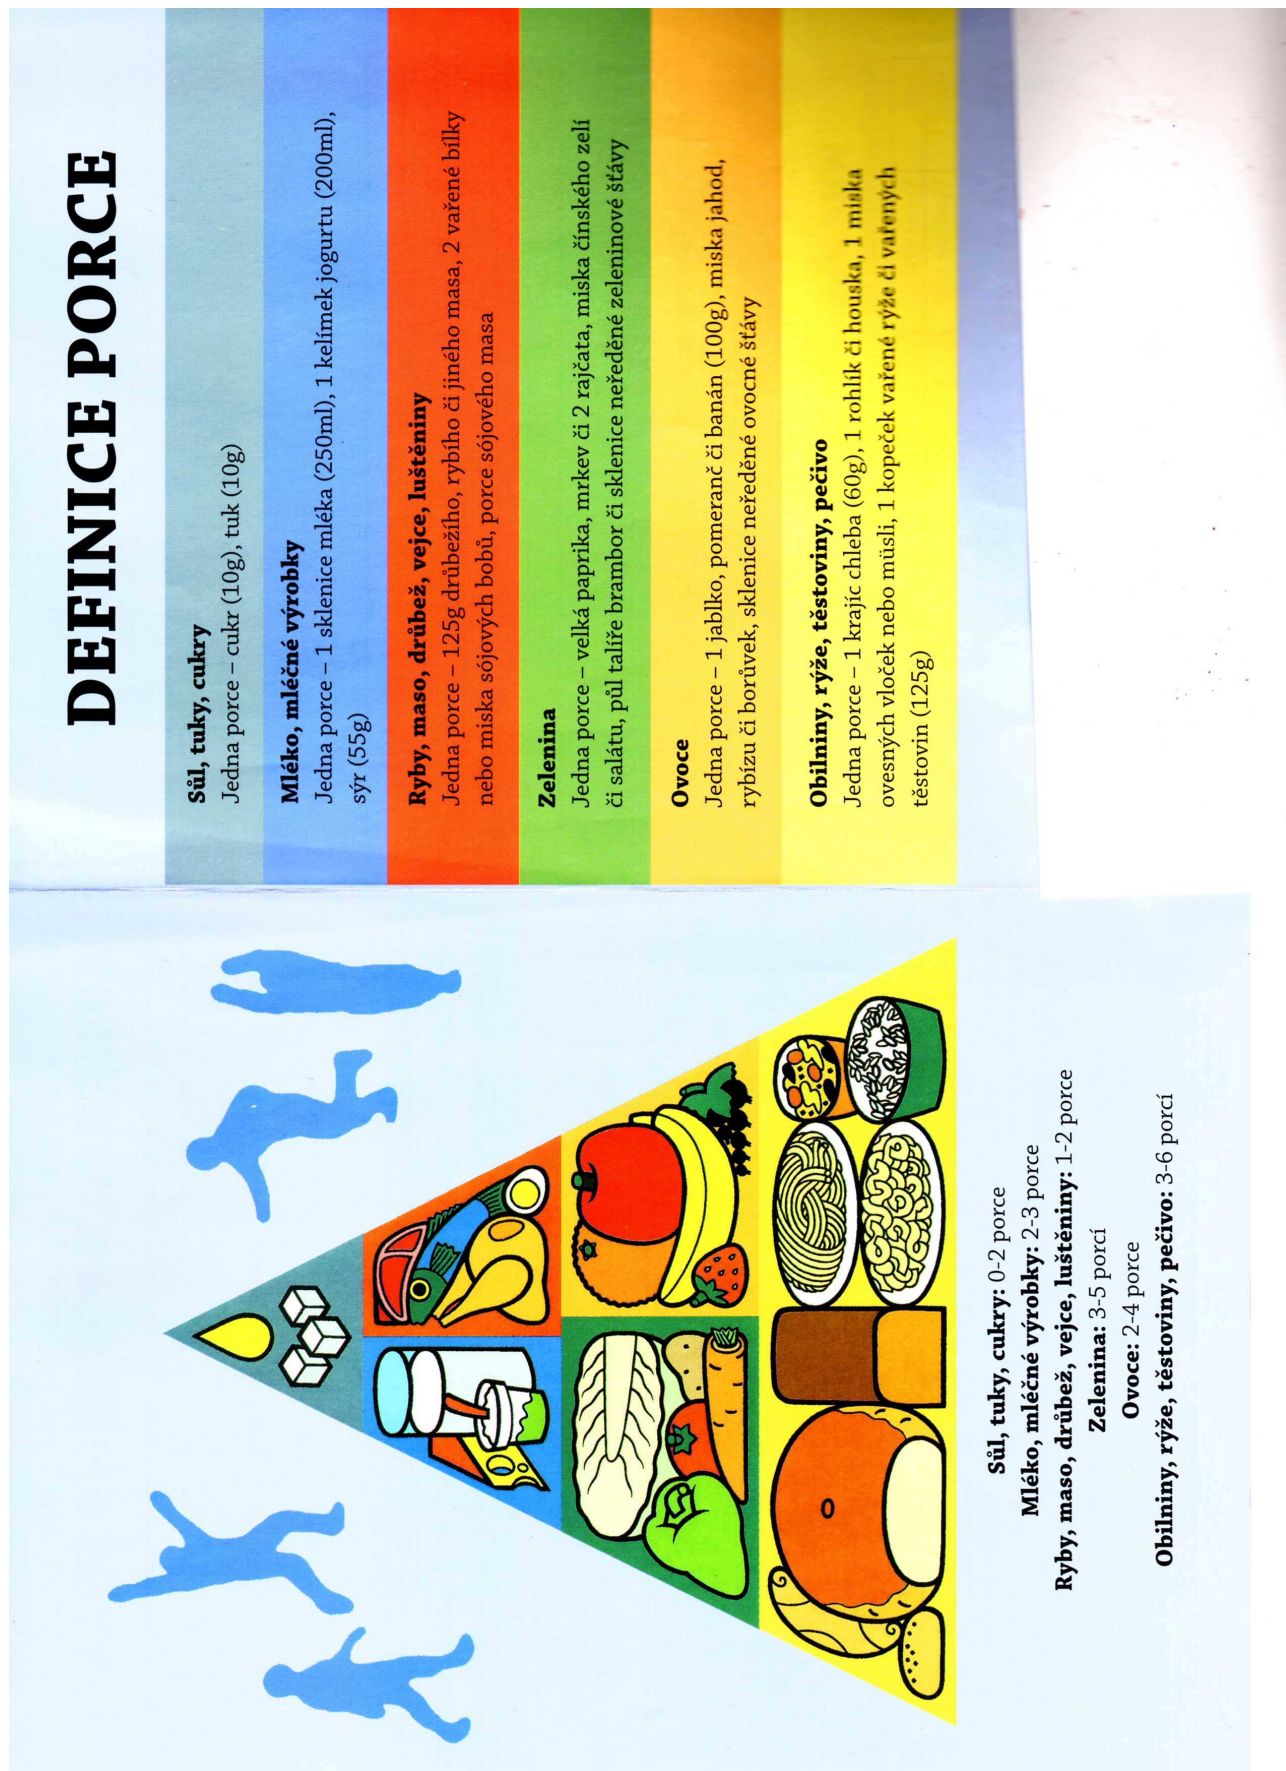 Sůl, tuky, cukry: 0-2 porce
Mléko, mléčné výrobky: 2-3 porce
Ryby, maso, drůbež, vejce, luštěniny: 1-2 porce
Zelenina: 3-5 porcí
Ovoce: 2-4 porce
Obilniny, rýže, těstoviny, pečivo: 3-6 porcí
DEFINICE PORCE
Sůl, tuky, cukry
Jedna porce – cukr (10g), tuk (10g)
Mléko, mléčné výrobky
Jedna porce – 1 sklenice mléka (250ml), 1 kelímek jogurtu (200ml),
sýr (55g)
Ryby, maso, drůbež, vejce, luštěniny
Jedna porce – 125g drůbežího, rybího či jiného masa, 2 vařené bílky
nebo miska sójových bobů, porce sójového masa
Zelenina
Jedna porce – velká paprika, mrkev či 2 rajčata, miska čínského zelí
či salátu, půl talíře brambor či sklenice neředěné zeleninové šťávy
Ovoce
Jedna porce – 1 jablko, pomeranč či banán (100g), miska jahod,
rybízu či borůvek, sklenice neředěné ovocné šťávy
Obilniny, rýže, těstoviny, pečivo
Jedna porce – 1 krajíc chleba (60g), 1 rohlík či houska, 1 miska
ovesných vloček nebo müsli, 1 kopeček vařené rýže či vařených
těstovin (125g)